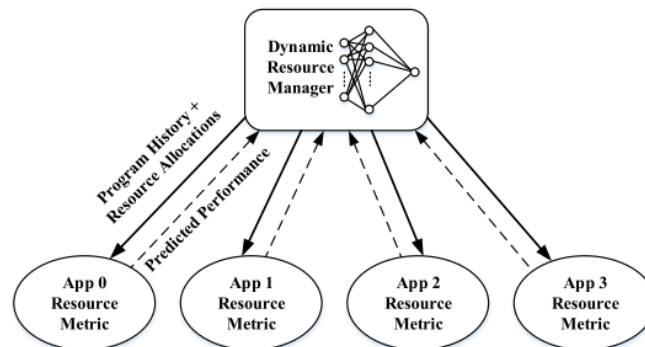 Dynamic
Resource
Manager
Program History +
Resource Allocations
Predicted Performance
App 0
Resource
Metric
App 1
Resource
Metric
App 2
Resource
Metric
App 3
Resource
Metric